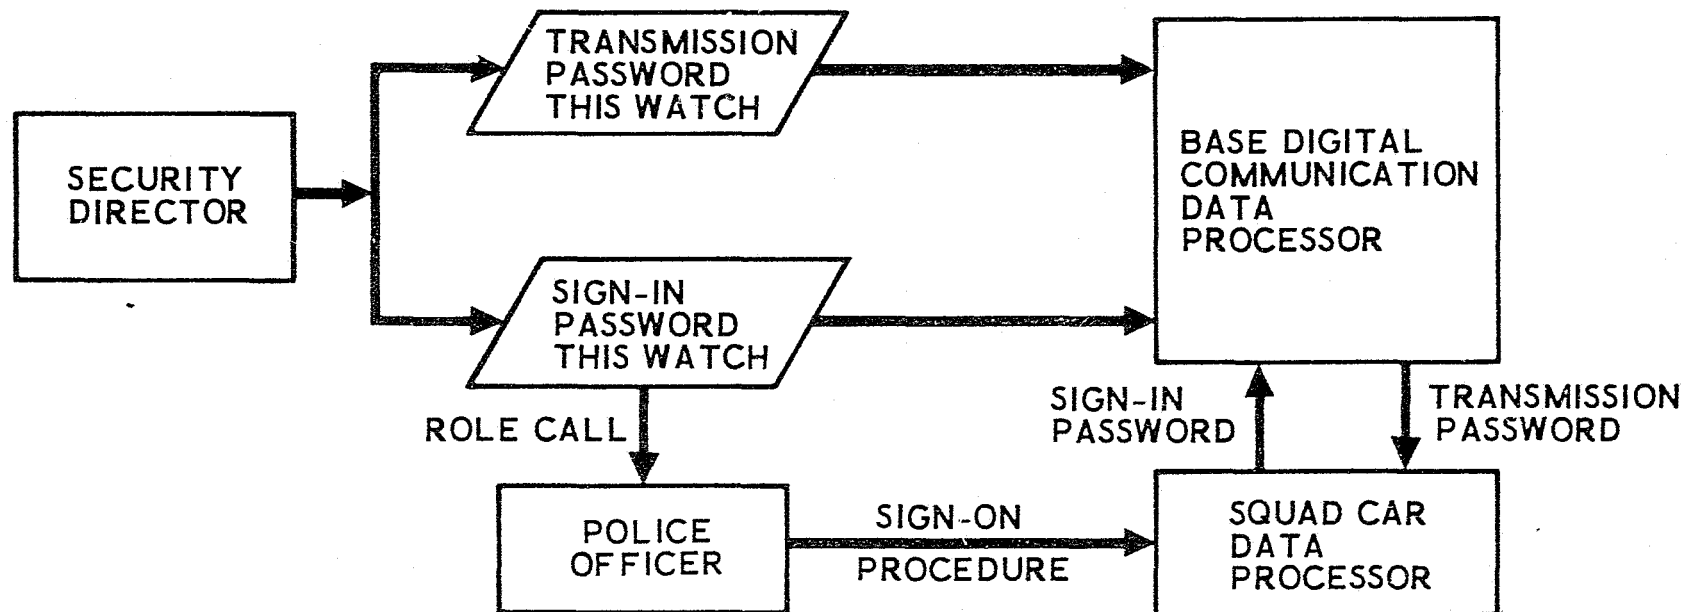 TRANSMISSION
PASSWORD
THIS WATCH
SECURITY
DIRECTOR
BASE DIGITAL
COMMUNICATION
DATA
PROCESSOR
SIGN-IN
PASSWORD
THIS WATCH
ROLE CALL
SIGN-IN
PASSWORD
TRANSMISSION
PASSWORD
POLICE
OFFICER
SIGN-ON
PROCEDURE
SQUAD CAR
DATA
PROCESSOR